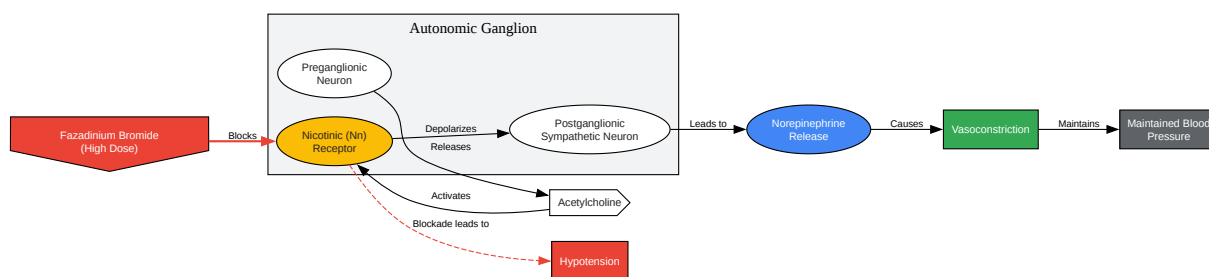 Autonomic Ganglion
Preganglionic
Neuron
Fazadinium Bromide
(High Dose)
Blocks
Nicotinic (Nn)
Receptor
Depolarizes
Releases
Postganglionic
Sympathetic Neuron
Leads to
Norepinephrine
Release
Causes
Vasoconstriction
Maintains
Maintained Blood
Pressure
Activates
Acetylcholine
Blockade leads to
Hypotension